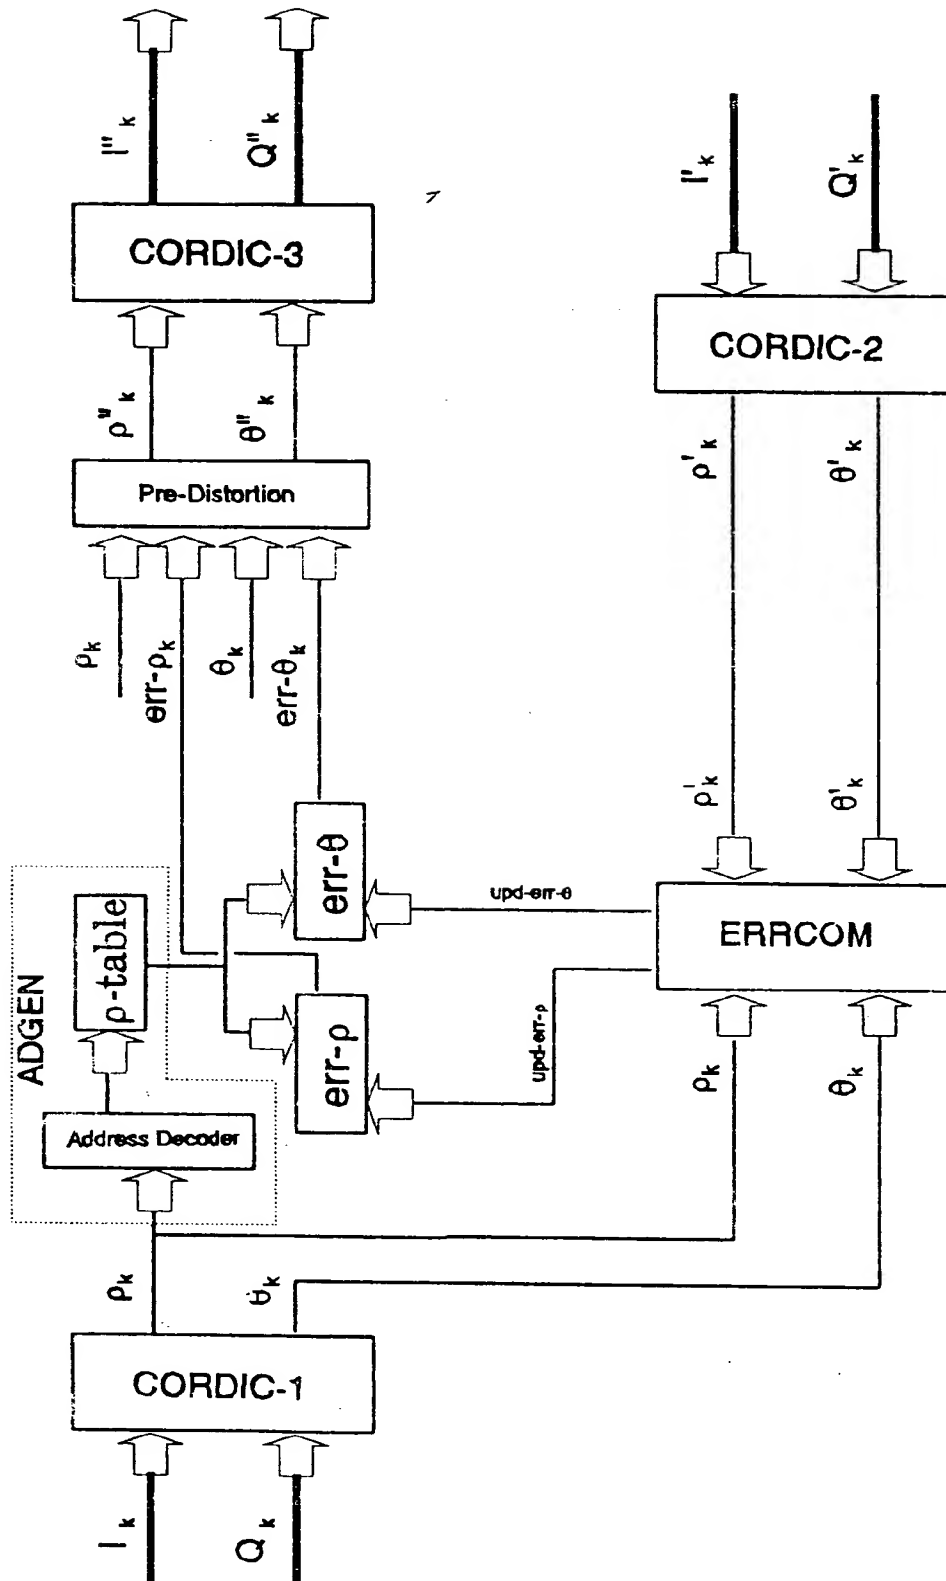 I''k
Q''k
CORDIC-3
ρ''k
θ''k
Pre-Distortion
ρk
err-ρk
θk
err-θk
I'k
Q'k
CORDIC-2
ρ'k
θ'k
ρ'k
θ'k
ADGEN
ρ-table
Address Decoder
err-θ
err-ρ
upd-err-θ
upd-err-ρ
ERRCOM
ρk
θk
ρk
θk
CORDIC-1
Ik
Qk